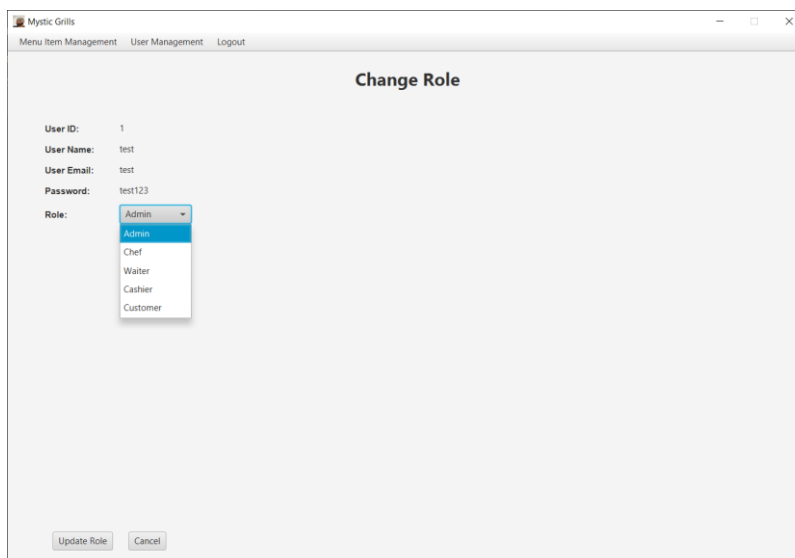 Mystic Grills
Menu Item Management User Management Logout
Change Role
User ID: 1
User Name: test
User Email: test
Password: test123
Role: Admin
Admin
Chef
Waiter
Cashier
Customer
Update Role Cancel